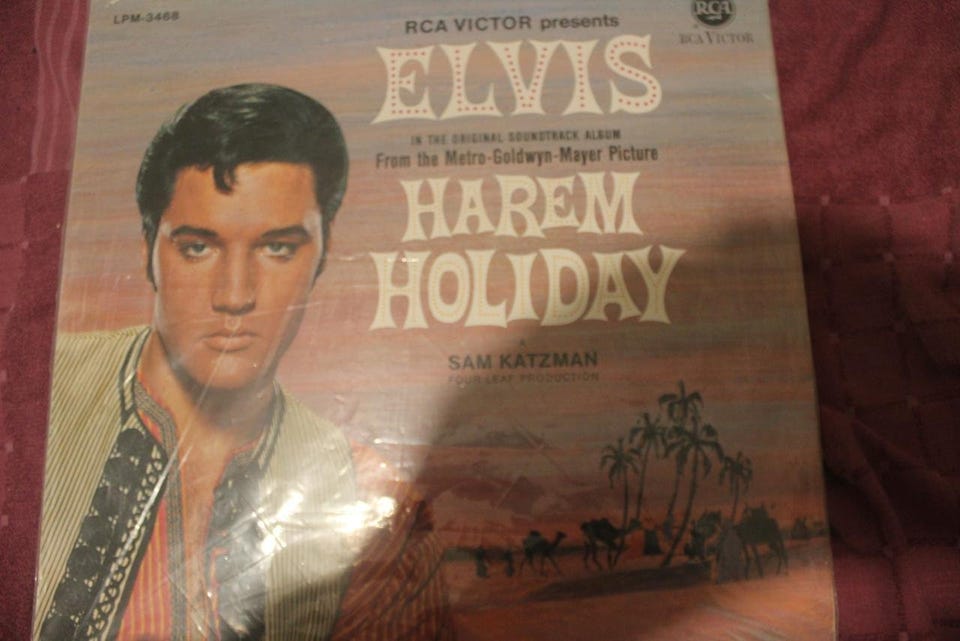 LPM-3468
RCA VICTOR presents
RCA
RCA VICTOR
ELVIS
IN THE ORIGINAL SOUNDTRACK ALBUM
From the Metro-Goldwyn-Mayer Picture
HAREM
HOLIDAY
A
SAM KATZMAN
FOUR LEAF PRODUCTION